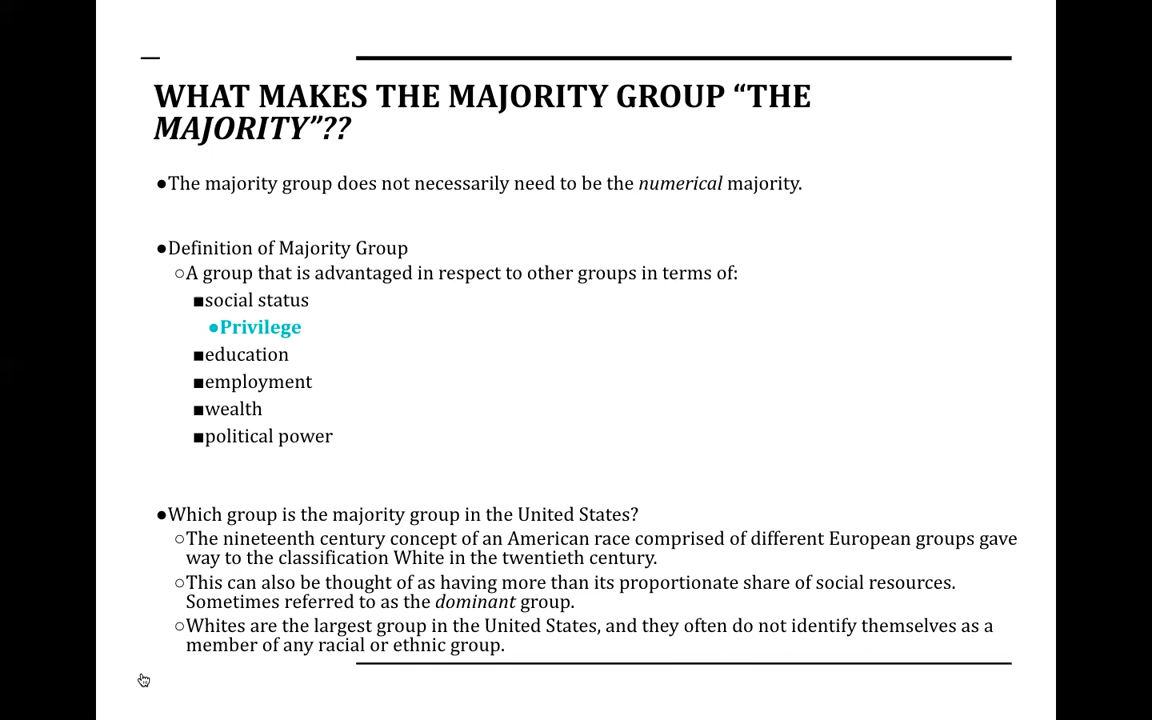 WHAT MAKES THE MAJORITY GROUP “THE
MAJORITY”??
●The majority group does not necessarily need to be the numerical majority.
●Definition of Majority Group
○A group that is advantaged in respect to other groups in terms of:
■social status
●Privilege
■education
■employment
■wealth
■political power
●Which group is the majority group in the United States?
○The nineteenth century concept of an American race comprised of different European groups gave
way to the classification White in the twentieth century.
○This can also be thought of as having more than its proportionate share of social resources.
Sometimes referred to as the dominant group.
○Whites are the largest group in the United States, and they often do not identify themselves as a
member of any racial or ethnic group.